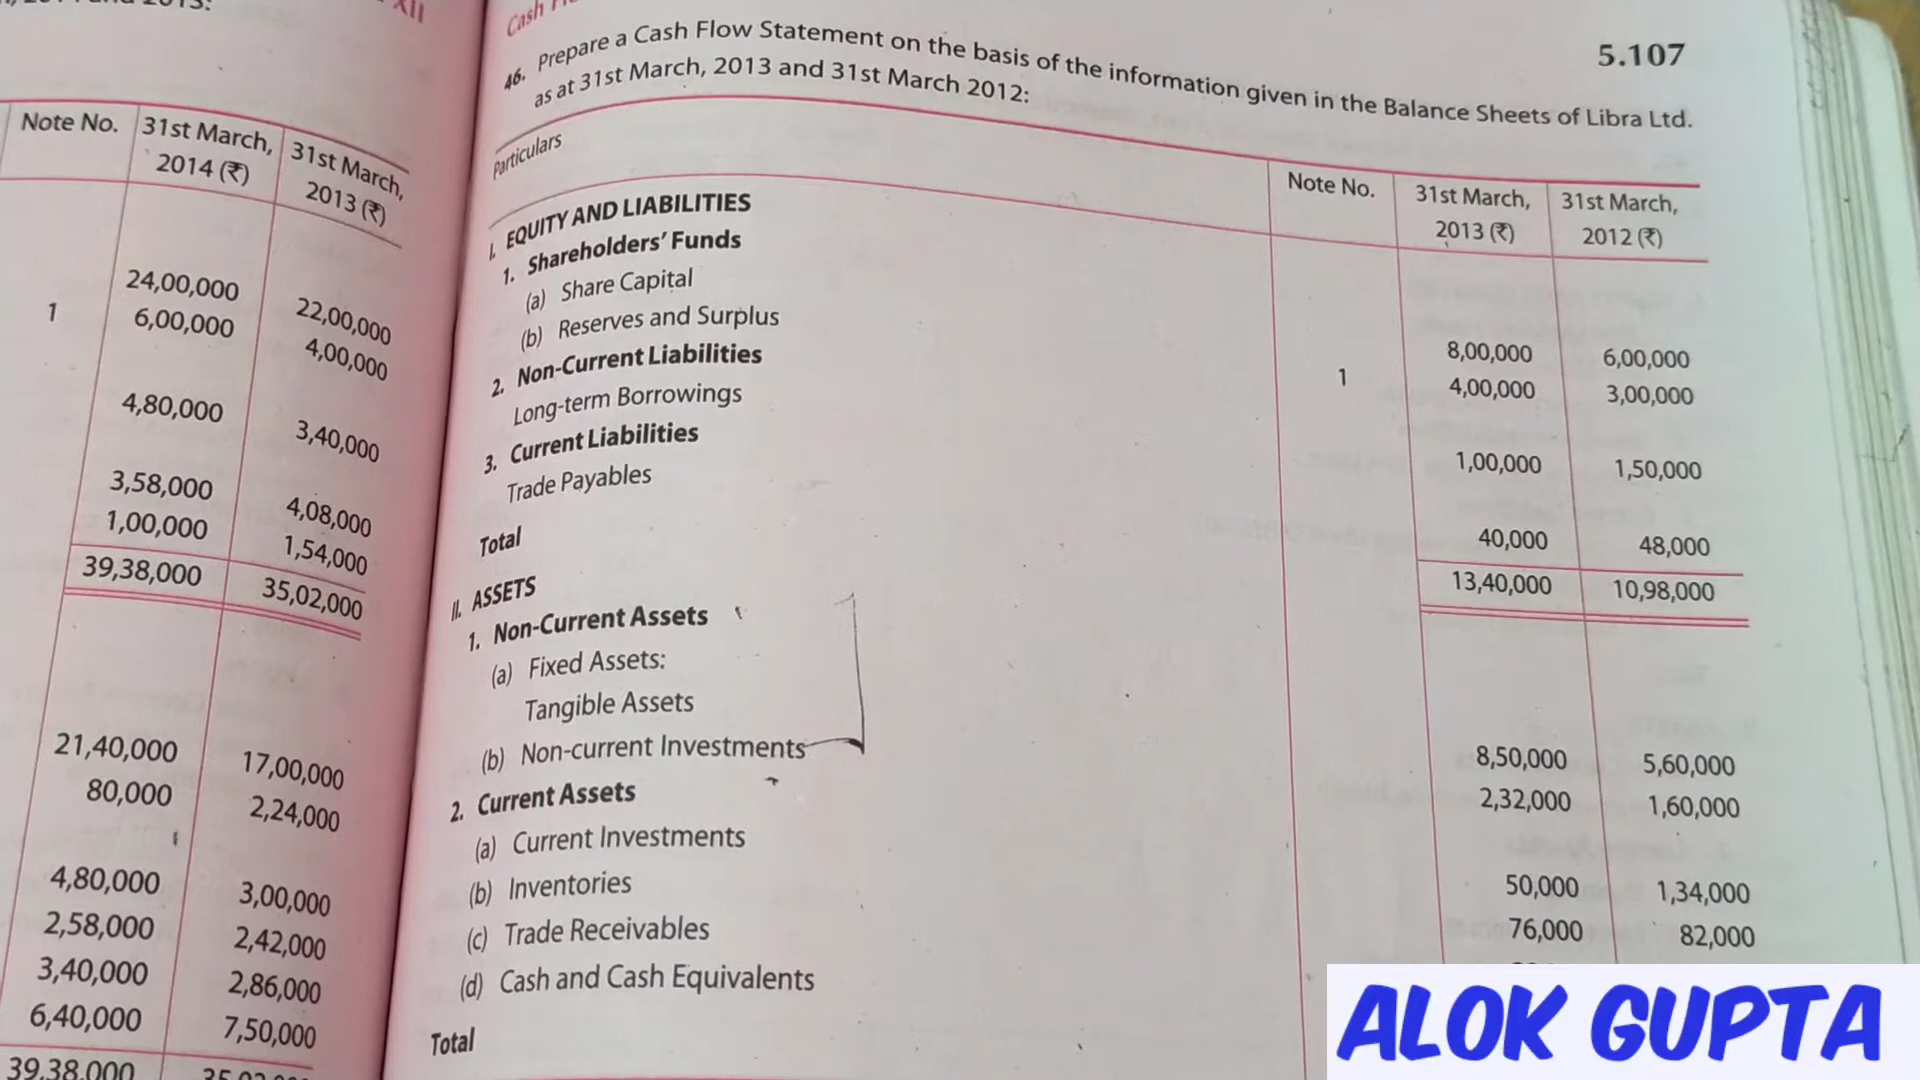 XII
Note No. 31st March, 2014 (₹) 31st March, 2013 (₹)
24,00,000 22,00,000
1 6,00,000 4,00,000
4,80,000 3,40,000
3,58,000 4,08,000
1,00,000 1,54,000
39,38,000 35,02,000
21,40,000 17,00,000
80,000 2,24,000
4,80,000 3,00,000
2,58,000 2,42,000
3,40,000 2,86,000
6,40,000 7,50,000
39,38,000
Cash
5.107
46. Prepare a Cash Flow Statement on the basis of the information given in the Balance Sheets of Libra Ltd.
as at 31st March, 2013 and 31st March 2012:
Particulars Note No. 31st March, 2013 (₹) 31st March, 2012 (₹)
I. EQUITY AND LIABILITIES
1. Shareholders' Funds
(a) Share Capital 8,00,000 6,00,000
(b) Reserves and Surplus 1 4,00,000 3,00,000
2. Non-Current Liabilities
Long-term Borrowings 1,00,000 1,50,000
3. Current Liabilities
Trade Payables 40,000 48,000
Total 13,40,000 10,98,000
II. ASSETS
1. Non-Current Assets
(a) Fixed Assets:
Tangible Assets 8,50,000 5,60,000
(b) Non-current Investments 2,32,000 1,60,000
2. Current Assets
(a) Current Investments 50,000 1,34,000
(b) Inventories 76,000 82,000
(c) Trade Receivables
(d) Cash and Cash Equivalents
Total
ALOK GUPTA